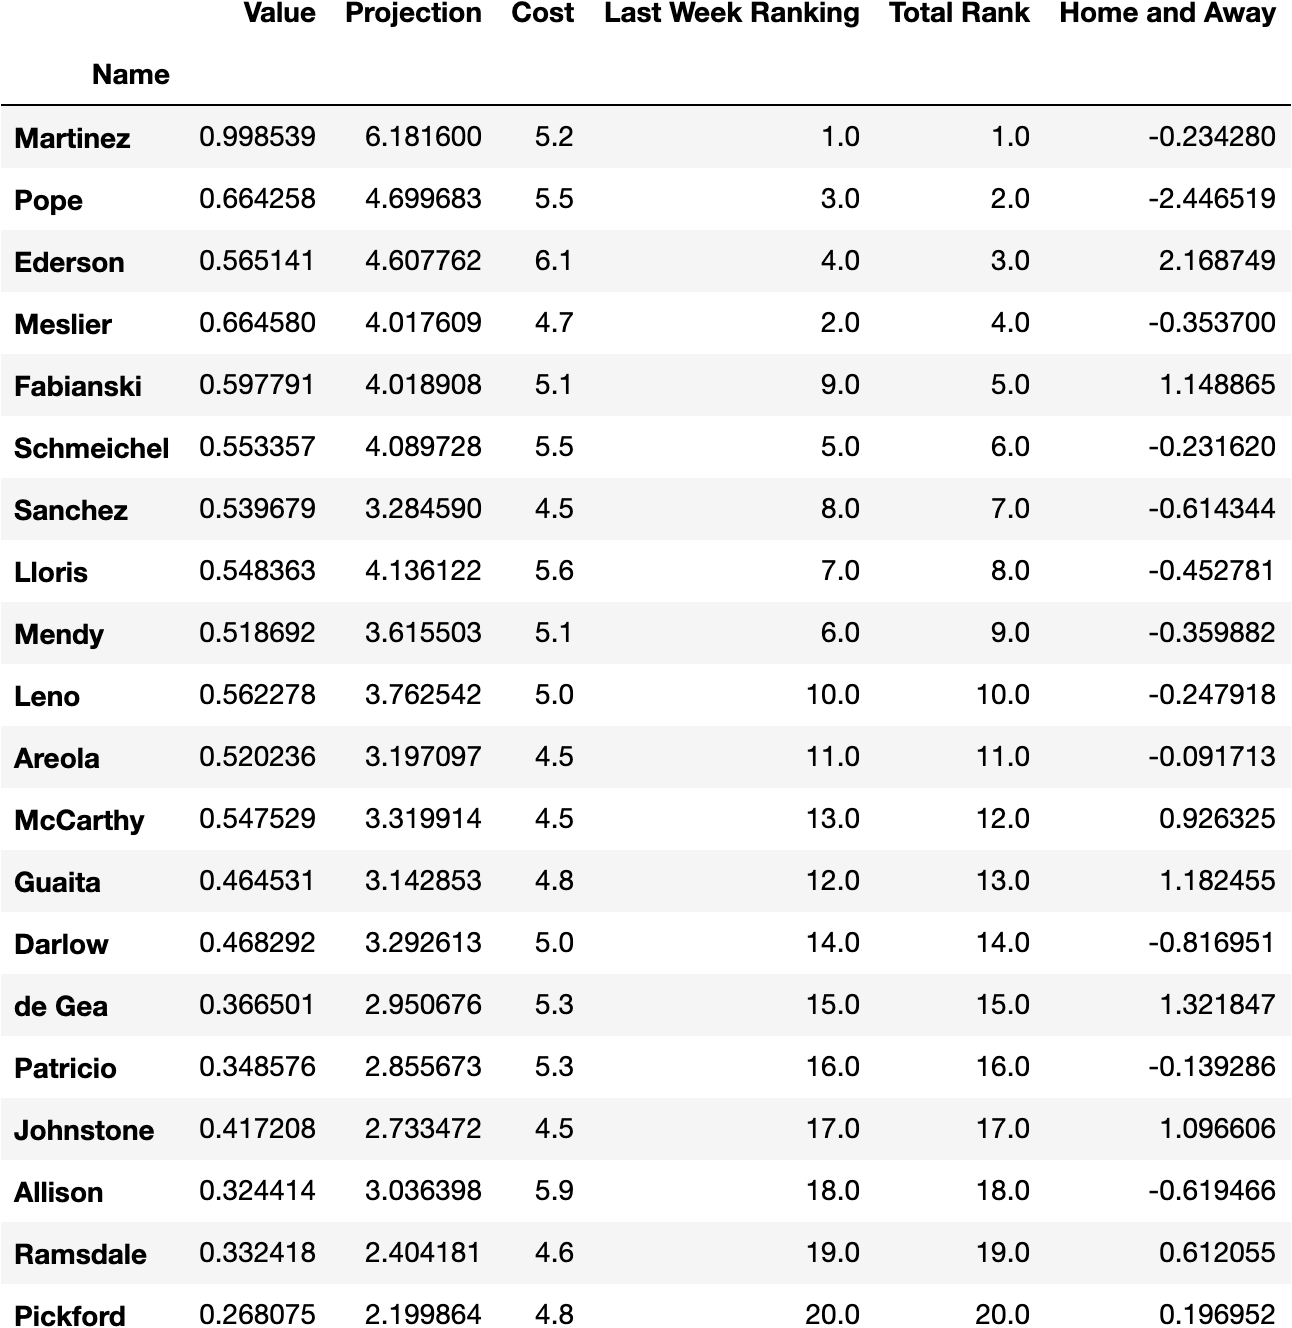 Value Projection Cost Last Week Ranking Total Rank Home and Away
Name
Martinez 0.998539 6.181600 5.2 1.0 1.0 -0.234280
Pope 0.664258 4.699683 5.5 3.0 2.0 -2.446519
Ederson 0.565141 4.607762 6.1 4.0 3.0 2.168749
Meslier 0.664580 4.017609 4.7 2.0 4.0 -0.353700
Fabianski 0.597791 4.018908 5.1 9.0 5.0 1.148865
Schmeichel 0.553357 4.089728 5.5 5.0 6.0 -0.231620
Sanchez 0.539679 3.284590 4.5 8.0 7.0 -0.614344
Lloris 0.548363 4.136122 5.6 7.0 8.0 -0.452781
Mendy 0.518692 3.615503 5.1 6.0 9.0 -0.359882
Leno 0.562278 3.762542 5.0 10.0 10.0 -0.247918
Areola 0.520236 3.197097 4.5 11.0 11.0 -0.091713
McCarthy 0.547529 3.319914 4.5 13.0 12.0 0.926325
Guaita 0.464531 3.142853 4.8 12.0 13.0 1.182455
Darlow 0.468292 3.292613 5.0 14.0 14.0 -0.816951
de Gea 0.366501 2.950676 5.3 15.0 15.0 1.321847
Patricio 0.348576 2.855673 5.3 16.0 16.0 -0.139286
Johnstone 0.417208 2.733472 4.5 17.0 17.0 1.096606
Allison 0.324414 3.036398 5.9 18.0 18.0 -0.619466
Ramsdale 0.332418 2.404181 4.6 19.0 19.0 0.612055
Pickford 0.268075 2.199864 4.8 20.0 20.0 0.196952